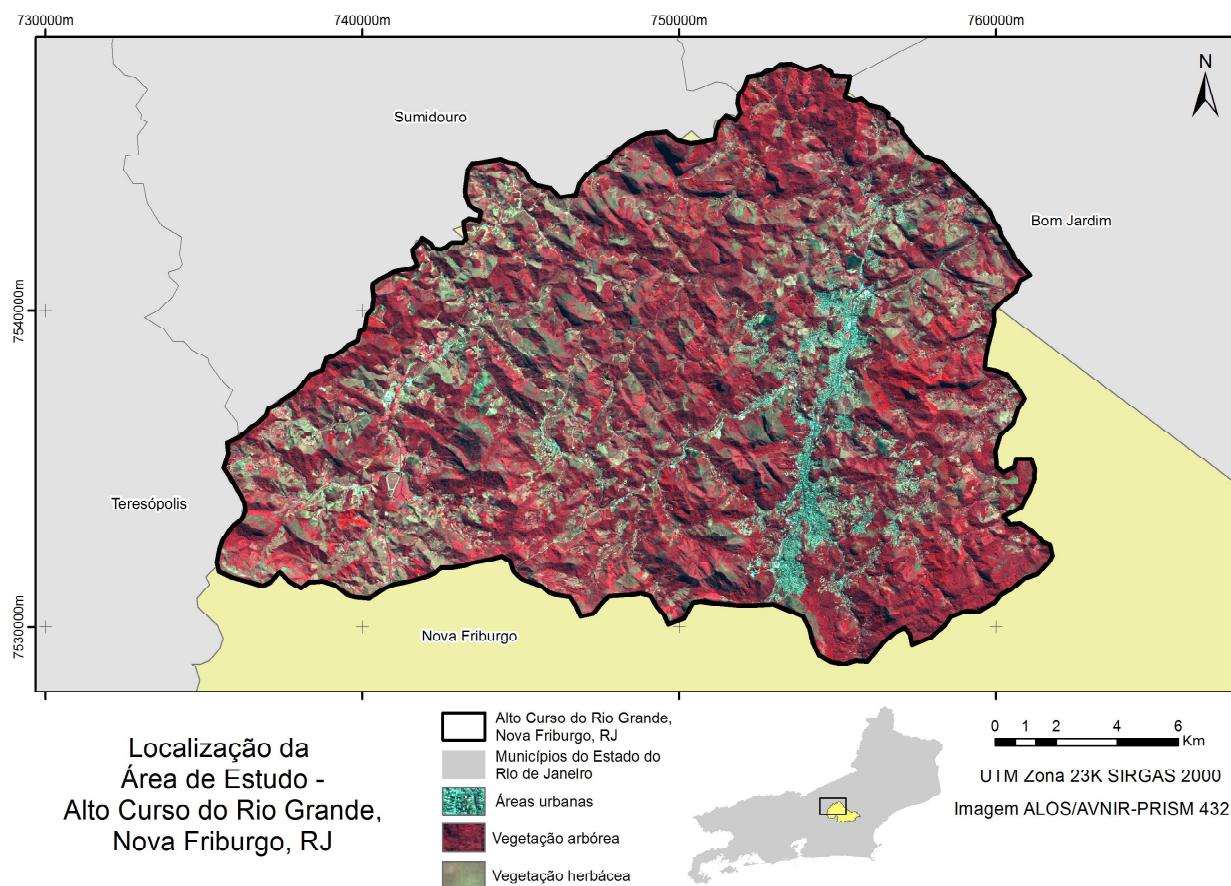 730000m
740000m
750000m
760000m
N
Sumidouro
Bom Jardim
7540000m
Teresópolis
7530000m
Nova Friburgo
Localização da
Área de Estudo -
Alto Curso do Rio Grande,
Nova Friburgo, RJ
Alto Curso do Rio Grande,
Nova Friburgo, RJ
Municípios do Estado do
Rio de Janeiro
Áreas urbanas
Vegetação arbórea
Vegetação herbácea
0 1 2 4 6
Km
UTM Zona 23K SIRGAS 2000
Imagem ALOS/AVNIR-PRISM 432